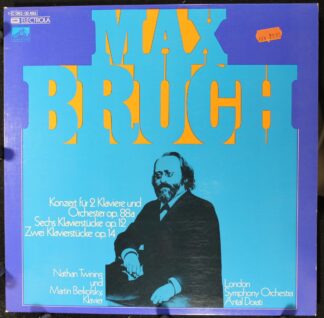 ELECTROLA
MAX
BRUCH
Konzert für 2 Klaviere und
Orchester op. 88a
Sechs Klavierstücke op. 12
Zwei Klavierstücke op. 14
Nathan Twining
und
Martin Berkofsky,
Klavier
London
Symphony Orchestra
Antal Dorati